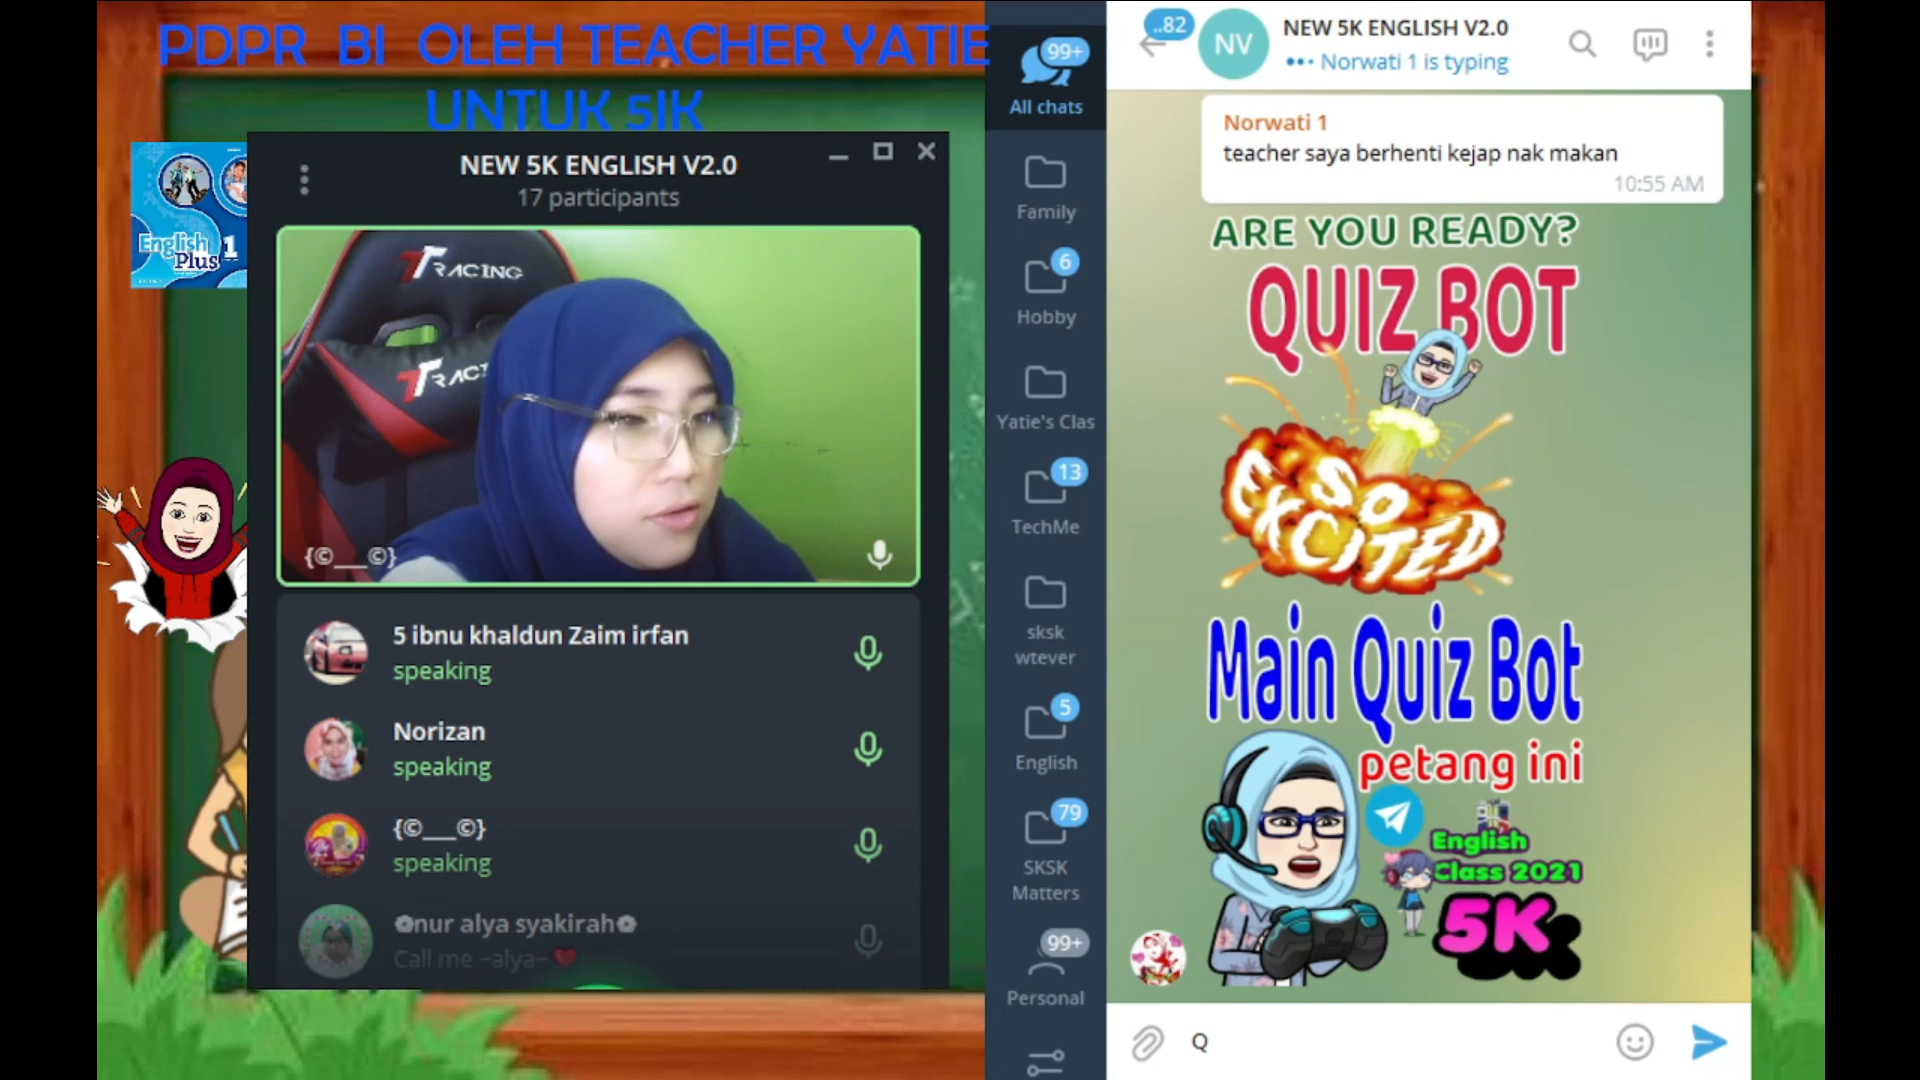 PDPR BI OLEH TEACHER YATIE
UNTUK 5IK
English
Plus 1
NEW 5K ENGLISH V2.0
17 participants
TTRACING
{©___©}
5 ibnu khaldun Zaim irfan
speaking
Norizan
speaking
{©___©}
speaking
❁nur alya syakirah❁
Call me ~alya~ ❤
99+
All chats
Family
6
Hobby
Yatie's Clas
13
TechMe
sksk
wtever
5
English
79
SKSK
Matters
99+
Personal
..82
NV
NEW 5K ENGLISH V2.0
••• Norwati 1 is typing
Norwati 1
teacher saya berhenti kejap nak makan
10:55 AM
ARE YOU READY?
QUIZ BOT
SO
EXCITED
Main Quiz Bot
petang ini
English
Class 2021
5K
Q